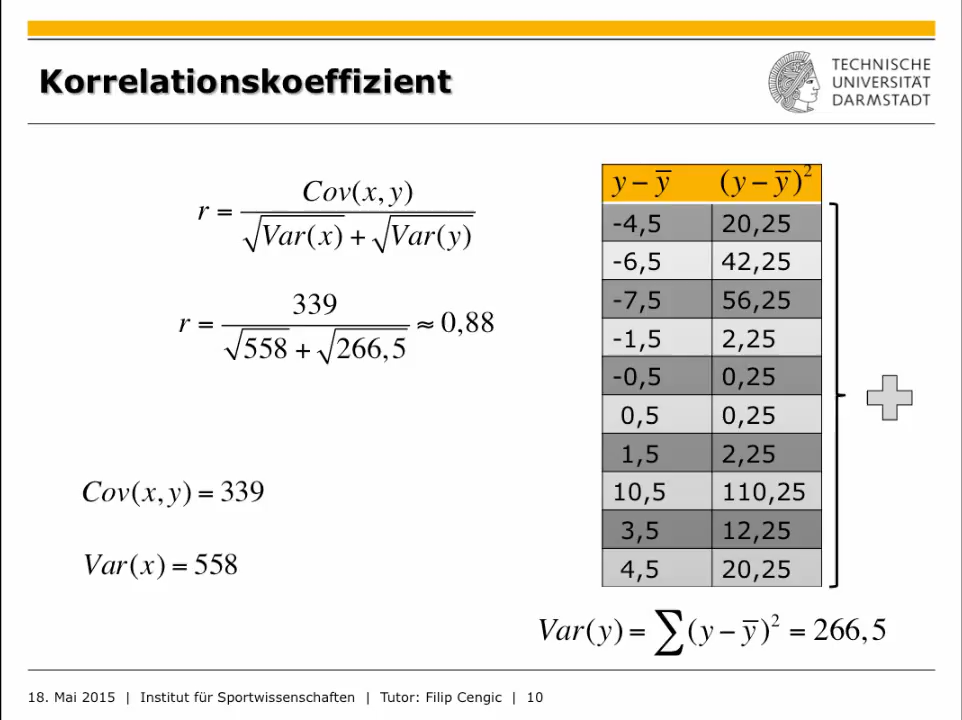 Korrelationskoeffizient
TECHNISCHE
UNIVERSITÄT
DARMSTADT
r = Cov(x, y) / (√Var(x) + √Var(y))
r = 339 / (√558 + √266,5) ≈ 0,88
Cov(x, y) = 339
Var(x) = 558
y − y̅ (y − y̅)²
-4,5 20,25
-6,5 42,25
-7,5 56,25
-1,5 2,25
-0,5 0,25
0,5 0,25
1,5 2,25
10,5 110,25
3,5 12,25
4,5 20,25
Var(y) = ∑(y − y̅)² = 266,5
18. Mai 2015 | Institut für Sportwissenschaften | Tutor: Filip Cengic | 10